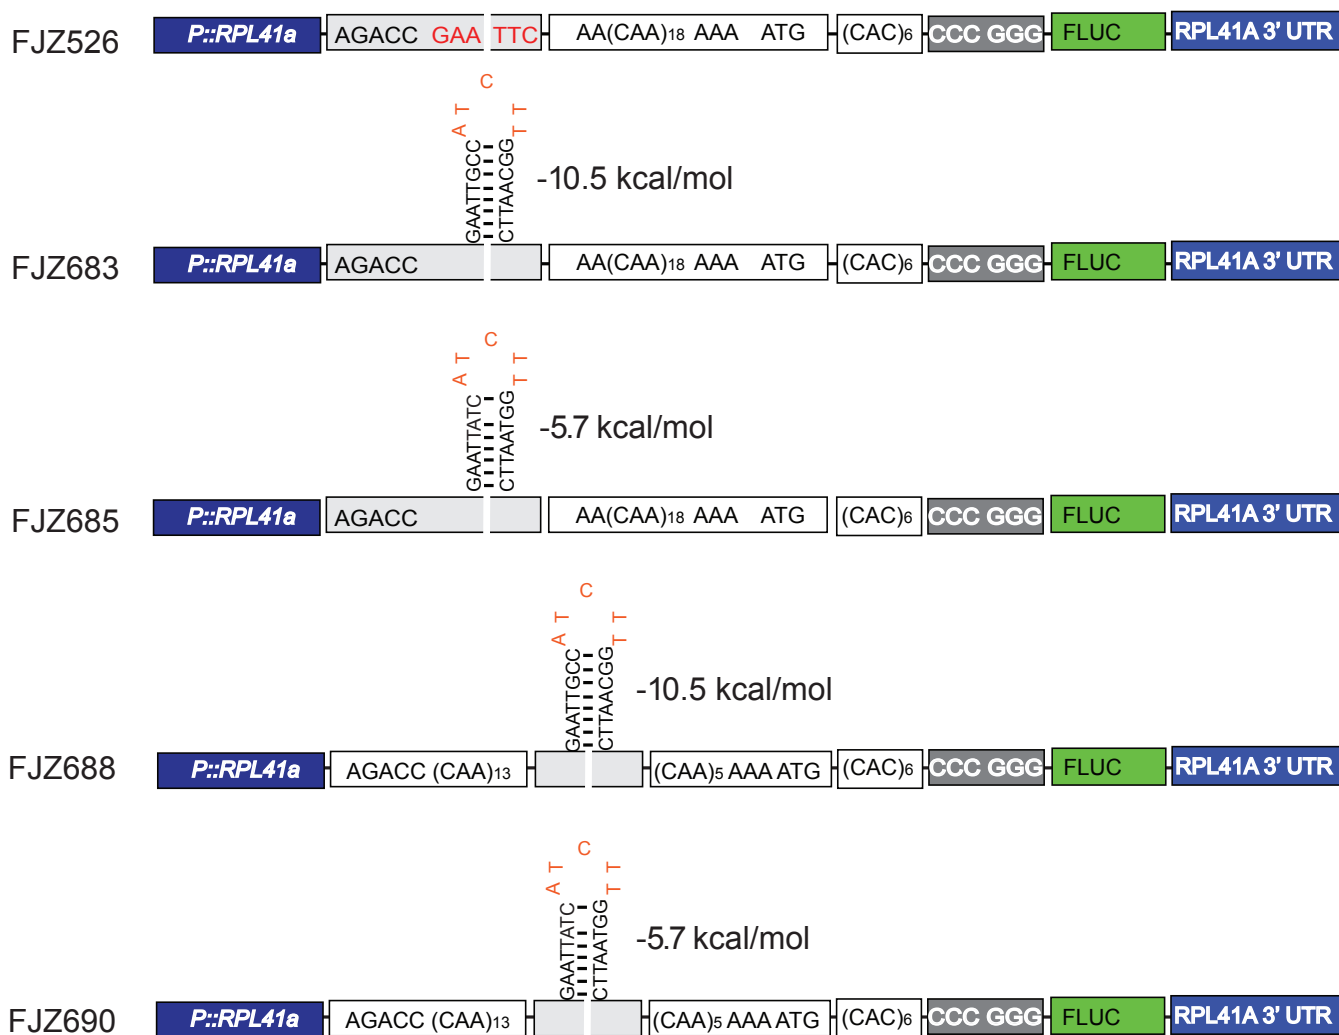 FJZ526 P::RPL41a AGACC GAA TTC AA(CAA)18 AAA ATG (CAC)6 CCC GGG FLUC RPL41A 3' UTR
C
T T
A T
GAATTGCC CTTAACGG
-10.5 kcal/mol
FJZ683 P::RPL41a AGACC AA(CAA)18 AAA ATG (CAC)6 CCC GGG FLUC RPL41A 3' UTR
C
T T
A T
GAATTATC CTTAATGG
-5.7 kcal/mol
FJZ685 P::RPL41a AGACC AA(CAA)18 AAA ATG (CAC)6 CCC GGG FLUC RPL41A 3' UTR
C
T T
A T
GAATTGCC CTTAACGG
-10.5 kcal/mol
FJZ688 P::RPL41a AGACC (CAA)13 (CAA)5 AAA ATG (CAC)6 CCC GGG FLUC RPL41A 3' UTR
C
T T
A T
GAATTATC CTTAATGG
-5.7 kcal/mol
FJZ690 P::RPL41a AGACC (CAA)13 (CAA)5 AAA ATG (CAC)6 CCC GGG FLUC RPL41A 3' UTR